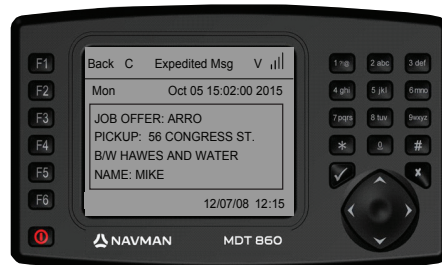 F1
F2
F3
F4
F5
F6
Back C Expedited Msg V
Mon Oct 05 15:02:00 2015
JOB OFFER: ARRO
PICKUP: 56 CONGRESS ST.
B/W HAWES AND WATER
NAME: MIKE
12/07/08 12:15
NAVMAN MDT 860
2 abc 3 def
4 ghi 5 jkl 6 mno
7 pqrs 8 tuv 9 wxyz
* 0 #